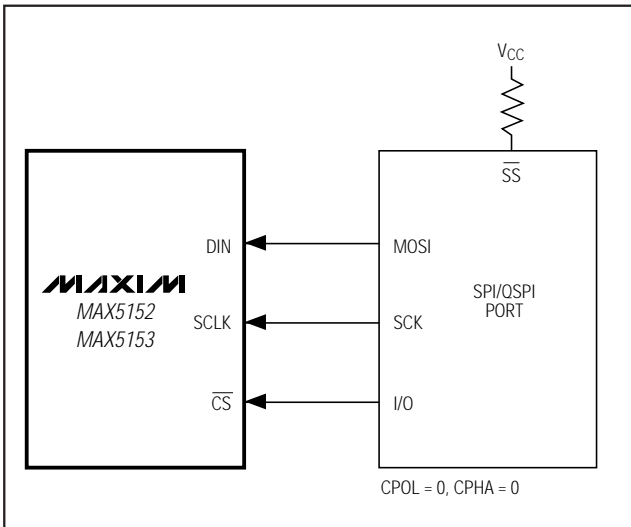 VCC
SS
DIN
MOSI
MAXIM
MAX5152
MAX5153
SPI/QSPI
PORT
SCLK
SCK
CS
I/O
CPOL = 0, CPHA = 0